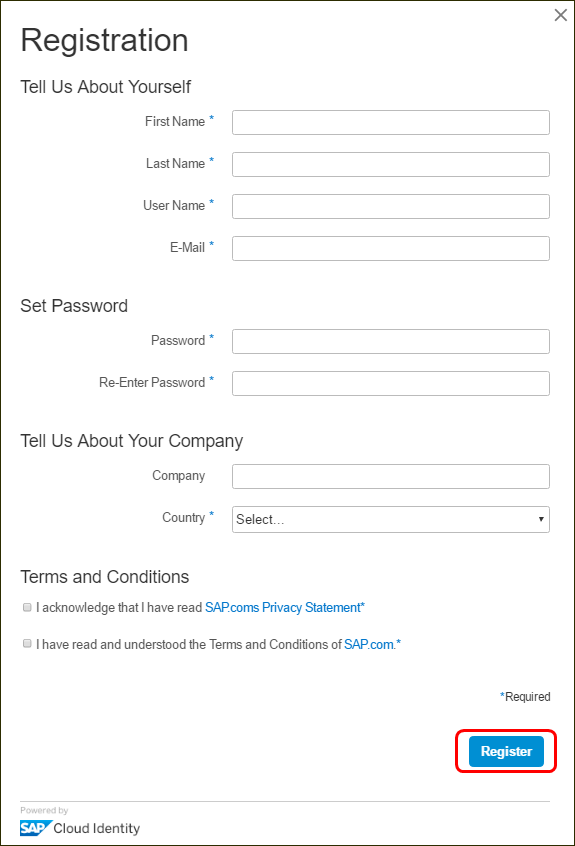 Registration
Tell Us About Yourself
First Name *
Last Name *
User Name *
E-Mail *
Set Password
Password *
Re-Enter Password *
Tell Us About Your Company
Company
Country *
Select...
Terms and Conditions
I acknowledge that I have read SAP.coms Privacy Statement*
I have read and understood the Terms and Conditions of SAP.com.*
*Required
Register
Powered by
SAP Cloud Identity